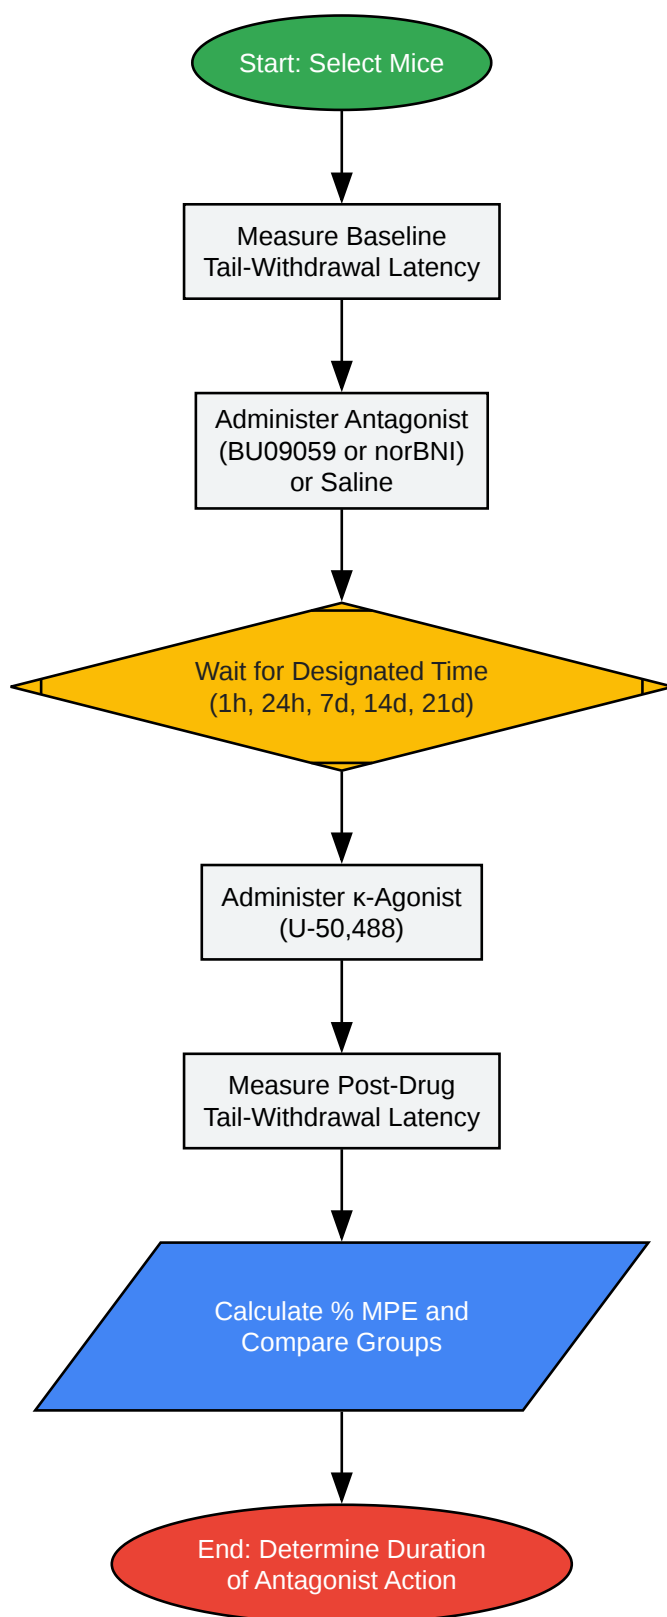 Start: Select Mice
Measure Baseline
Tail-Withdrawal Latency
Administer Antagonist
(BU09059 or norBNI)
or Saline
Wait for Designated Time
(1h, 24h, 7d, 14d, 21d)
Administer κ-Agonist
(U-50,488)
Measure Post-Drug
Tail-Withdrawal Latency
Calculate % MPE and
Compare Groups
End: Determine Duration
of Antagonist Action